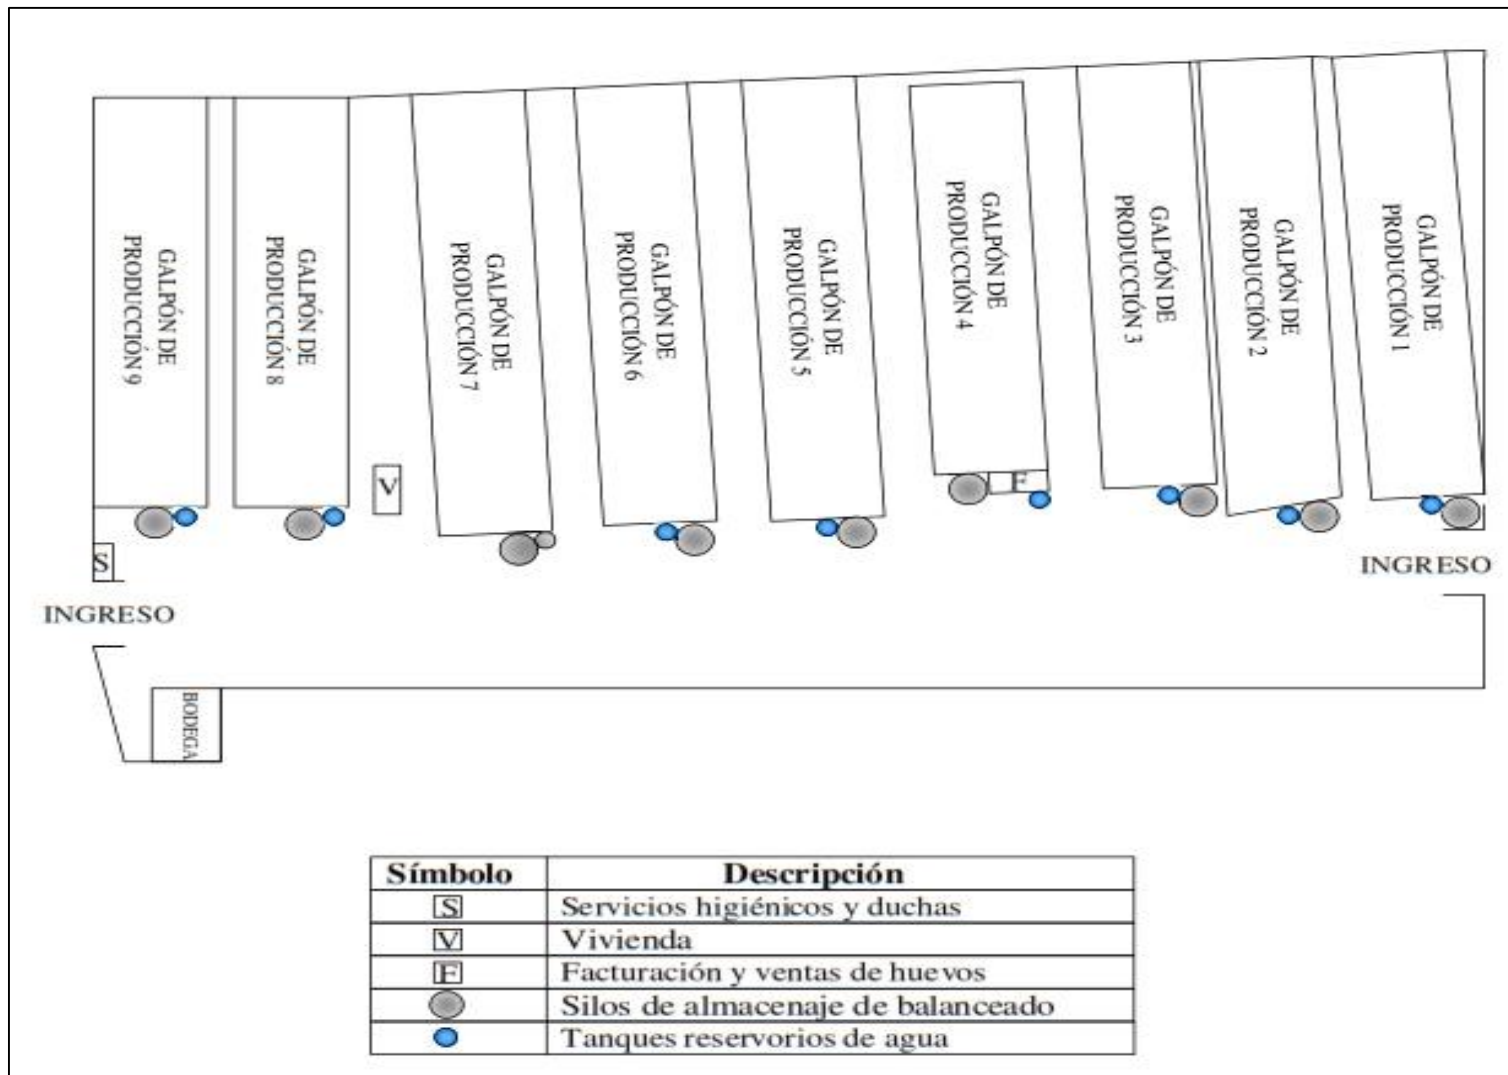 GALPÓN DE
PRODUCCIÓN 9
GALPÓN DE
PRODUCCIÓN 8
GALPÓN DE
PRODUCCIÓN 7
GALPÓN DE
PRODUCCIÓN 6
GALPÓN DE
PRODUCCIÓN 5
GALPÓN DE
PRODUCCIÓN 4
GALPÓN DE
PRODUCCIÓN 3
GALPÓN DE
PRODUCCIÓN 2
GALPÓN DE
PRODUCCIÓN 1
V
F
S
INGRESO
INGRESO
BODEGA
Símbolo Descripción
S Servicios higiénicos y duchas
V Vivienda
F Facturación y ventas de huevos
Silos de almacenaje de balanceado
Tanques reservorios de agua